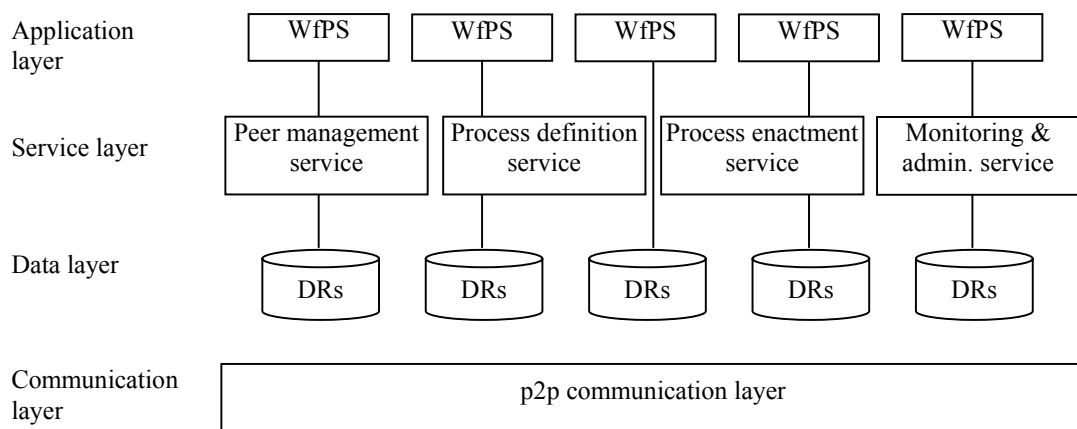 Application
layer
WfPS
WfPS
WfPS
WfPS
WfPS
Service layer
Peer management
service
Process definition
service
Process enactment
service
Monitoring &
admin. service
Data layer
DRs
DRs
DRs
DRs
DRs
Communication
layer
p2p communication layer